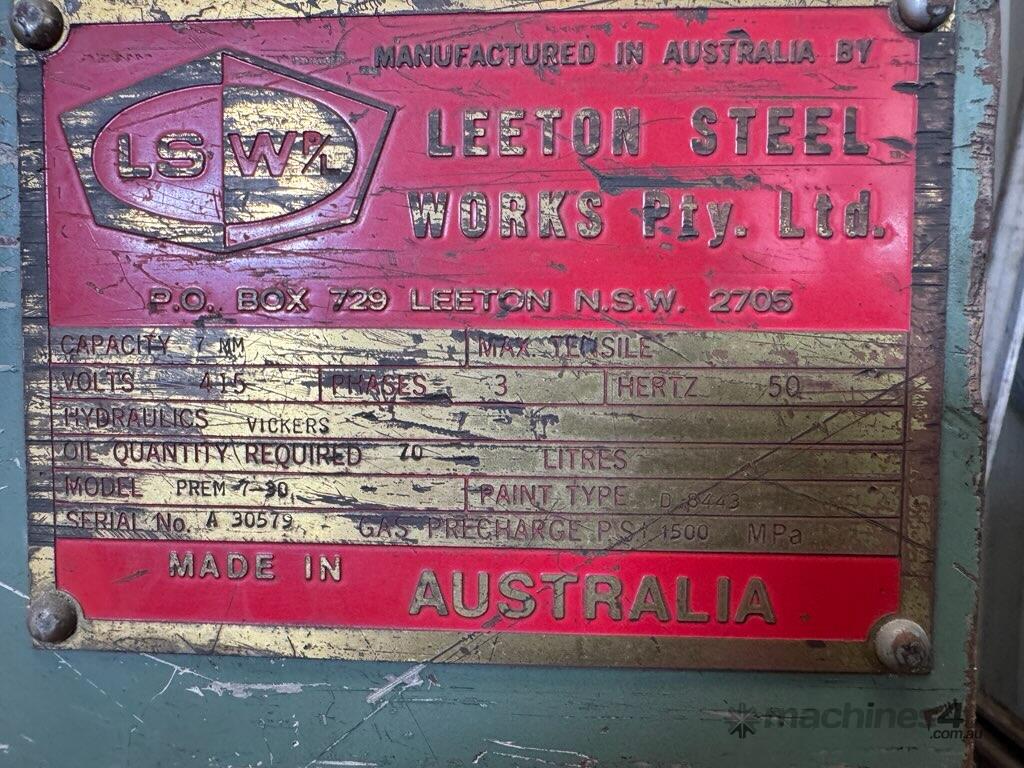 LSWP/L
MANUFACTURED IN AUSTRALIA BY
LEETON STEEL
WORKS Pty. Ltd.
P.O. BOX 729 LEETON N.S.W. 2705
CAPACITY 7 MM MAX TENSILE
VOLTS 415 PHASES 3 HERTZ 50
HYDRAULICS VICKERS
OIL QUANTITY REQUIRED 70 LITRES
MODEL PREM 7-30 PAINT TYPE D 8443
SERIAL No. A 30579 GAS PRECHARGE P.S.I 1500 MPa
MADE IN AUSTRALIA
machines4u
.com.au